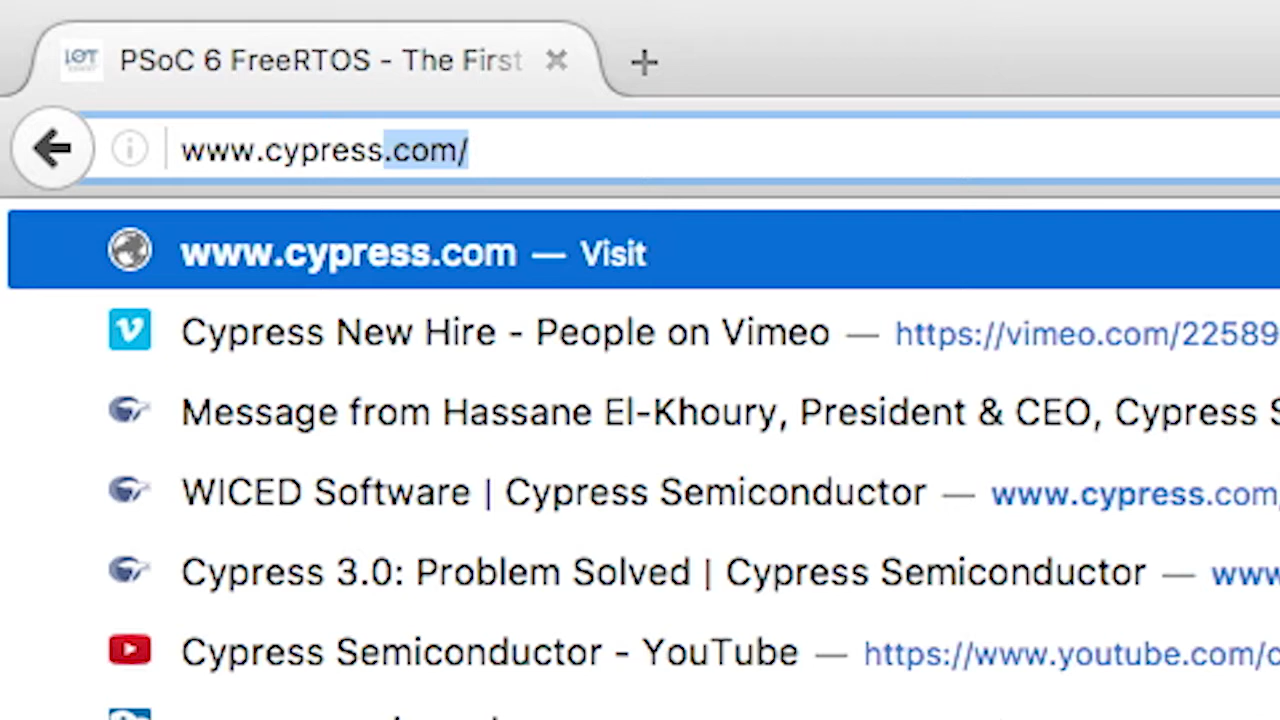 IOT PSoC 6 FreeRTOS - The First
www.cypress.com/
www.cypress.com — Visit
Cypress New Hire - People on Vimeo — https://vimeo.com/22589
Message from Hassane El-Khoury, President & CEO, Cypress S
WICED Software | Cypress Semiconductor — www.cypress.com/
Cypress 3.0: Problem Solved | Cypress Semiconductor — www
Cypress Semiconductor - YouTube — https://www.youtube.com/c